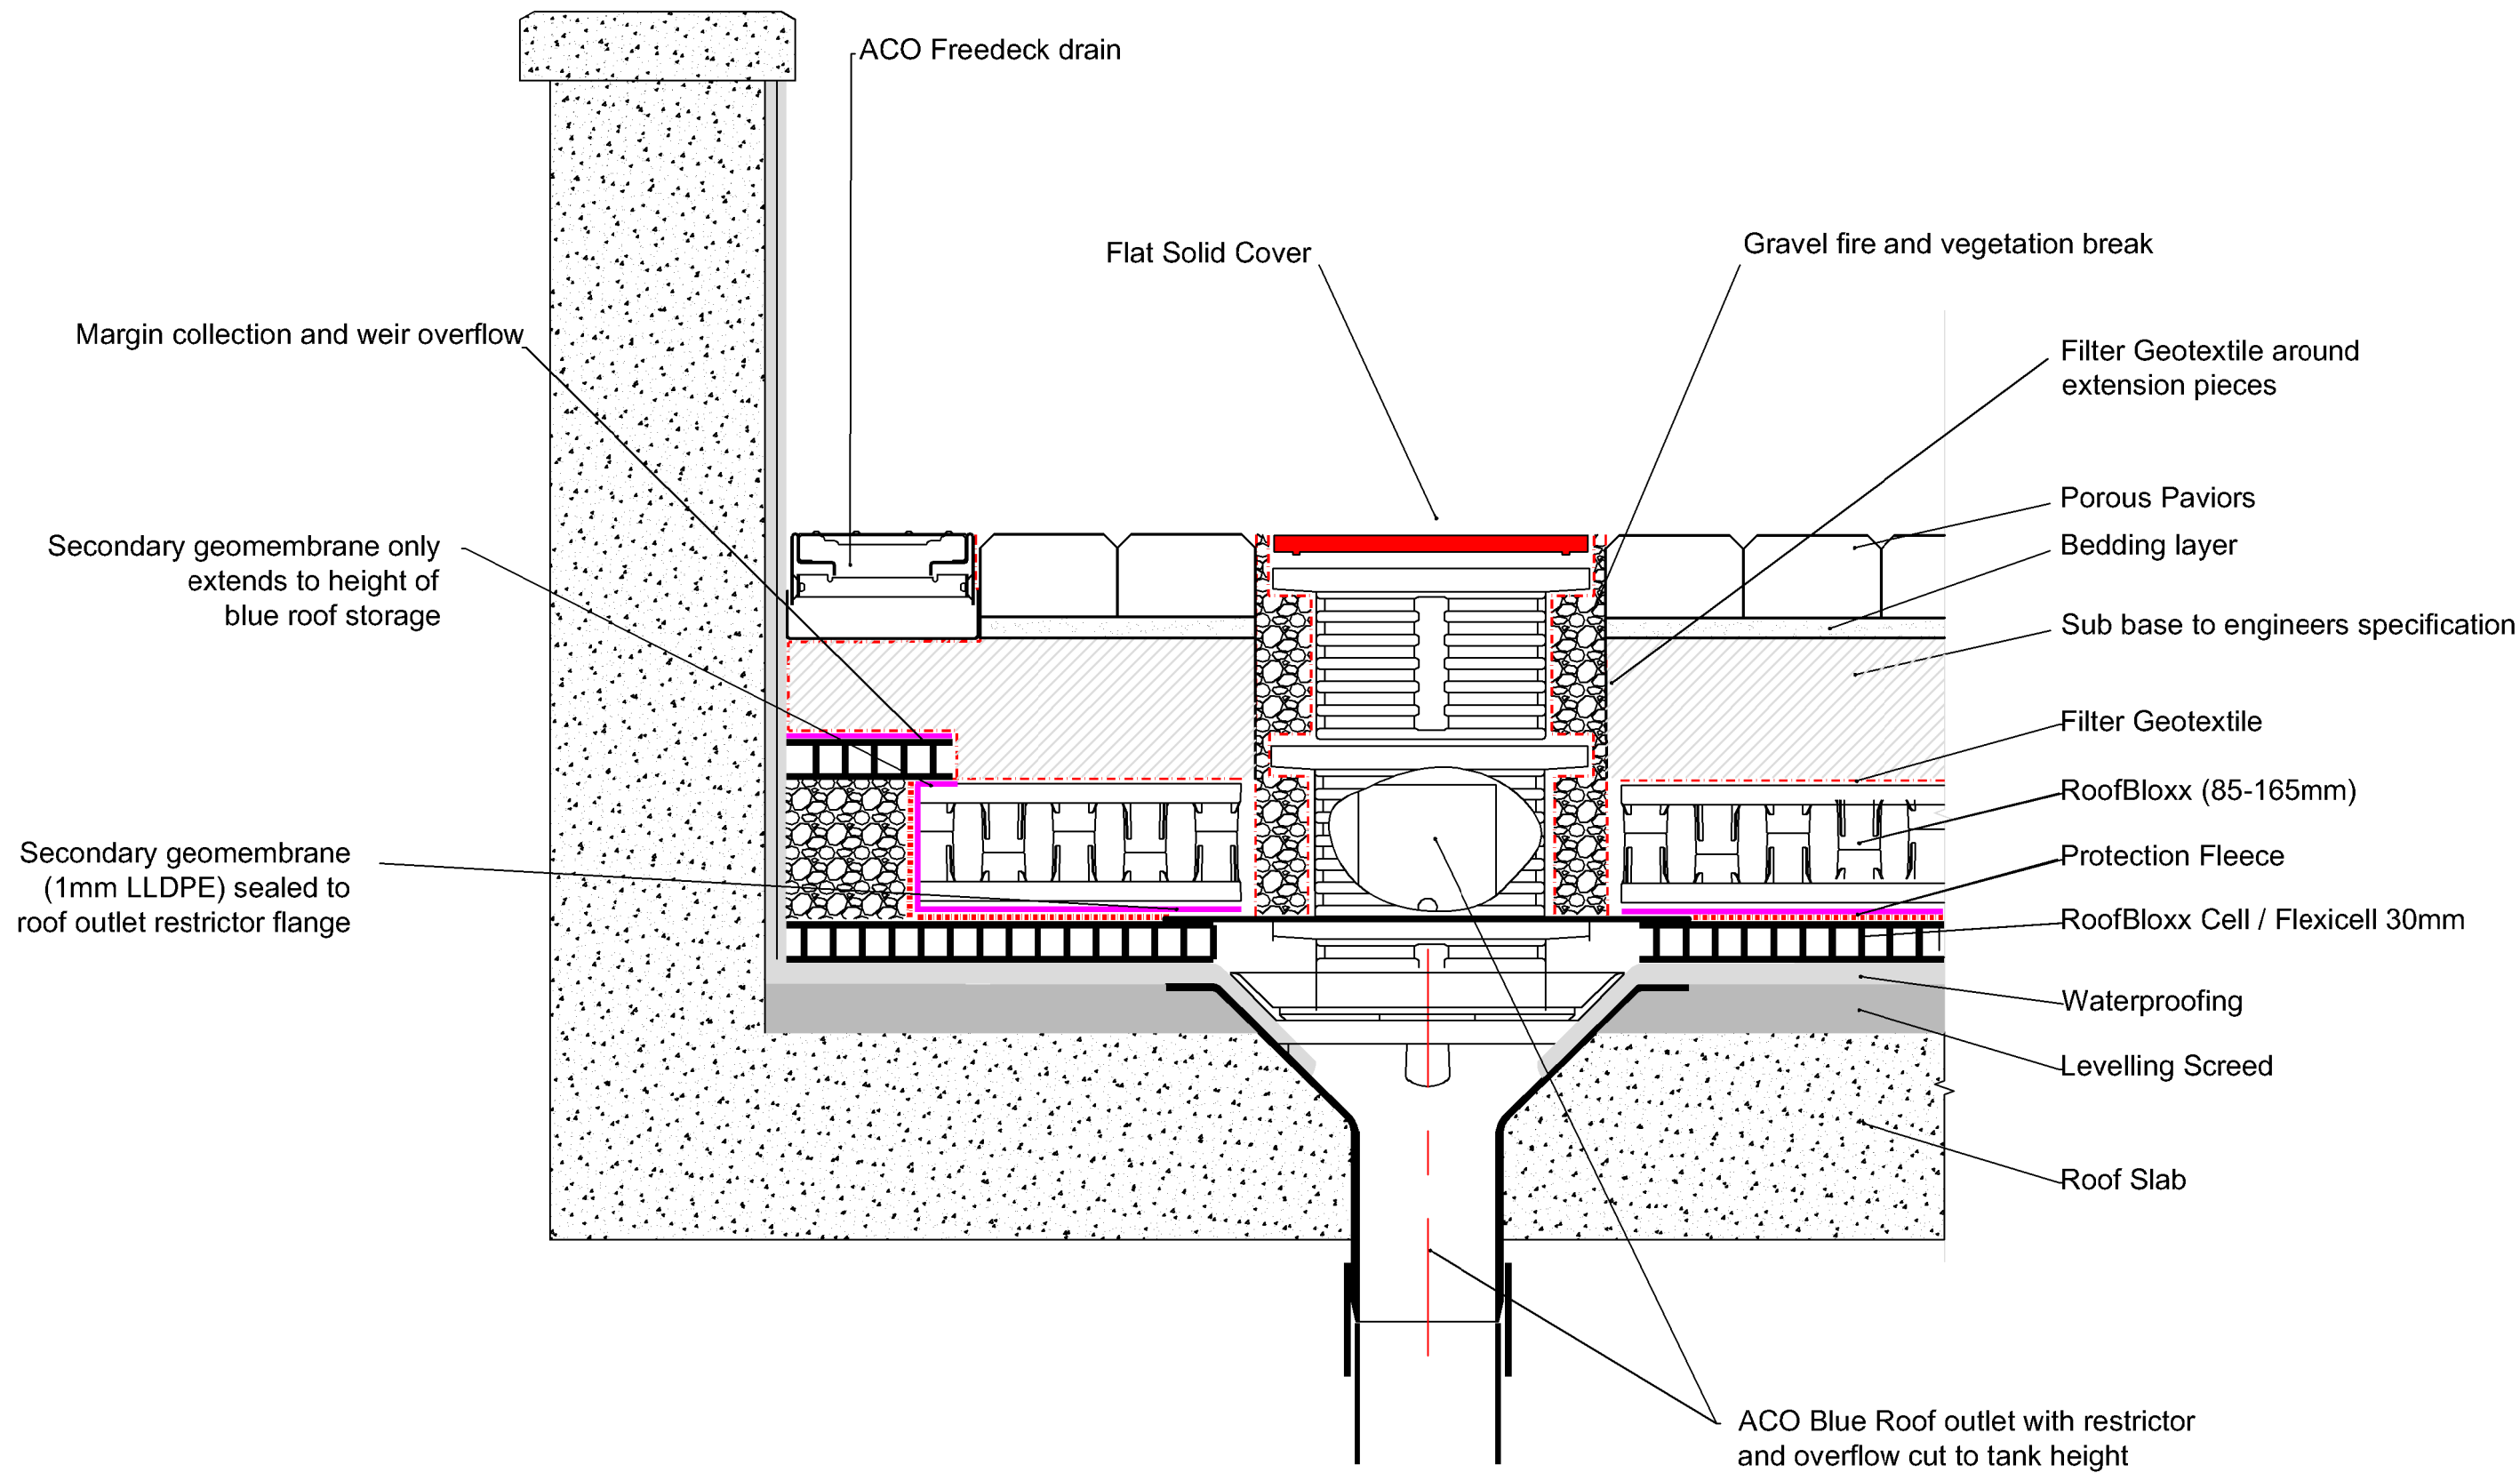 ACO Freedeck drain
Flat Solid Cover
Gravel fire and vegetation break
Margin collection and weir overflow
Filter Geotextile around
extension pieces
Porous Paviors
Bedding layer
Secondary geomembrane only
extends to height of
blue roof storage
Sub base to engineers specification
Filter Geotextile
RoofBloxx (85-165mm)
Secondary geomembrane
(1mm LLDPE) sealed to
roof outlet restrictor flange
Protection Fleece
RoofBloxx Cell / Flexicell 30mm
Waterproofing
Levelling Screed
Roof Slab
ACO Blue Roof outlet with restrictor
and overflow cut to tank height